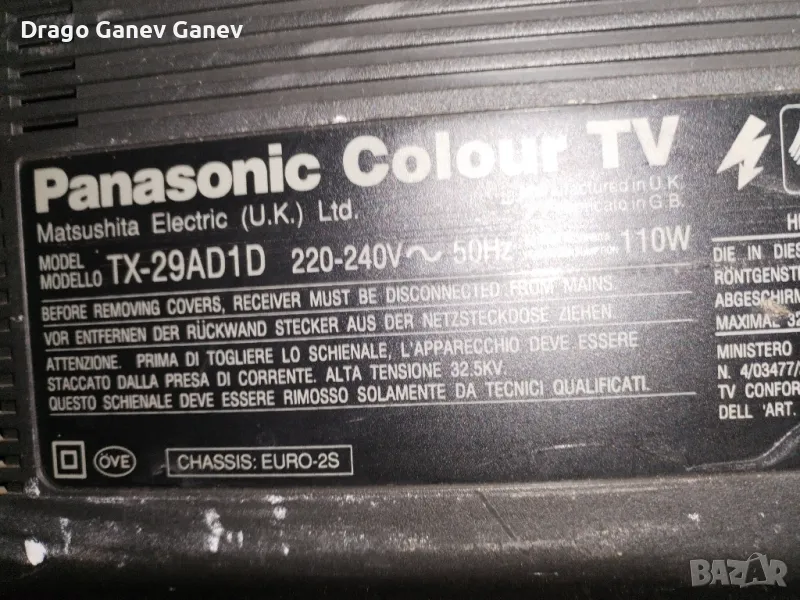 Drago Ganev Ganev
Panasonic Colour TV
Matsushita Electric (U.K.) Ltd.
in U.K.
in G.B.
MODEL
MODELLO
TX-29AD1D 220-240V~ 50Hz 110W
BEFORE REMOVING COVERS, RECEIVER MUST BE DISCONNECTED FROM MAINS.
VOR ENTFERNEN DER RÜCKWAND STECKER AUS DER NETZSTECKDOSE ZIEHEN.
ATTENZIONE. PRIMA DI TOGLIERE LO SCHIENALE, L'APPARECCHIO DEVE ESSERE
STACCATO DALLA PRESA DI CORRENTE. ALTA TENSIONE 32.5KV.
QUESTO SCHIENALE DEVE ESSERE RIMOSSO SOLAMENTE DA TECNICI QUALIFICATI.
ÖVE
CHASSIS: EURO-2S
DIE IN DIESE
RÖNTGENST
ABGESCHIRM
MAXIMAL 32
MINISTERO
N. 4/03477/
TV CONFOR
DELL 'ART.
BAZAR